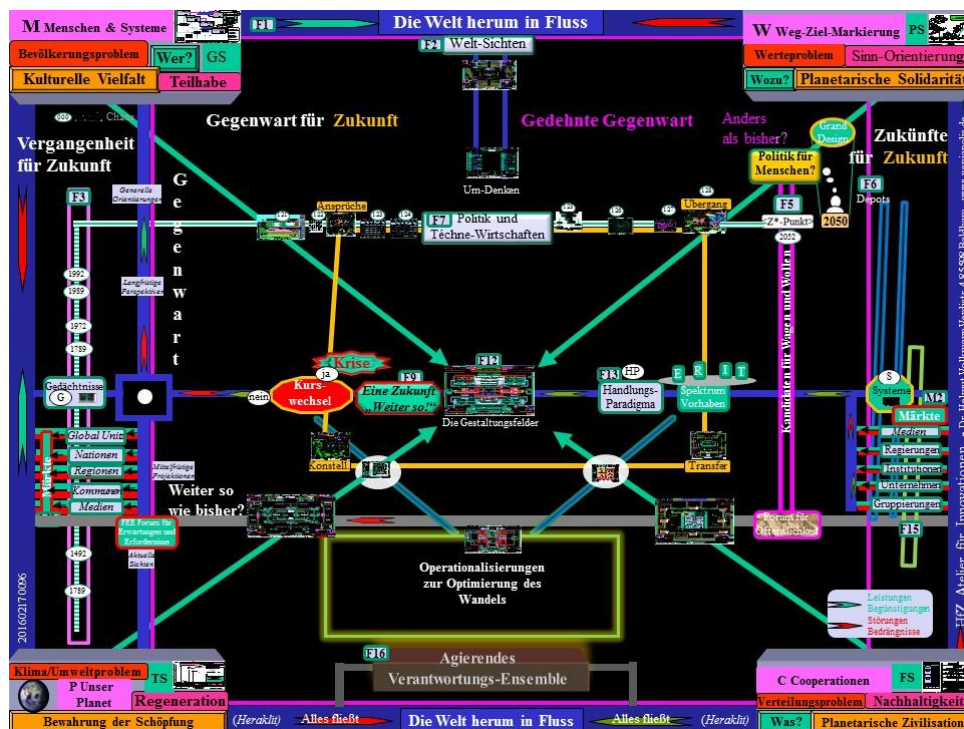 M Menschen & Systeme
Bevölkerungsproblem
Wer?
GS
Kulturelle Vielfalt
Teilhabe
F1
Die Welt herum in Fluss
F2
Welt-Sichten
Um-Denken
W Weg-Ziel-Markierung
PS
Werteproblem
Sinn-Orientierung
Wozu?
Planetarische Solidarität
Chaos
Vergangenheit
für Zukunft
Gegenwart für Zukunft
Gedehnte Gegenwart
Anders
als bisher?
Grand
Design
Zukünfte
für Zukunft
Politik für
Menschen?
F3
Generelle
Orientierungen
Gegenwart
Ansprüche
F7
Politik und
Téchne-Wirtschaften
Übergang
F5
<Z*-Punkt>
2052
2050
F6
Depots
1992
1989
1972
1789
Langfristige
Perspektiven
Kandidaten für Wagen und Wollen
Krise
ja
nein
Kurs-
wechsel
F9
Eine Zukunft
„Weiter so!“
F12
Die Gestaltungsfelder
F13
HP
Handlungs-
Paradigma
E R I T
Spektrum
Vorhaben
Gedächtnisse
G
S
Systeme
M2
Märkte
Global Unitz
Nationen
Regionen
Kommunen
Medien
Märkte
Medien
Regierungen
Institutionen
Unternehmen
Gruppierungen
F15
Mittelfristige
Projektionen
Konstell
Transfer
Weiter so
wie bisher?
FEE Forum für
Erwartungen und
Erfordernisse
Aktuelle
Sichten
Forum für
Öffentlichkeit
1492
1789
Operationalisierungen
zur Optimierung des
Wandels
Leistungen
Begünstigungen
Störungen
Bedrängnisse
201602170096
F16
Agierendes
Verantwortungs-Ensemble
Klima/Umweltproblem
TS
P Unser
Planet
Regeneration
Bewahrung der Schöpfung
(Heraklit)
Alles fließt
Die Welt herum in Fluss
Alles fließt
(Heraklit)
C Cooperationen
FS
Verteilungsproblem
Nachhaltigkeit
Was?
Planetarische Zivilisation